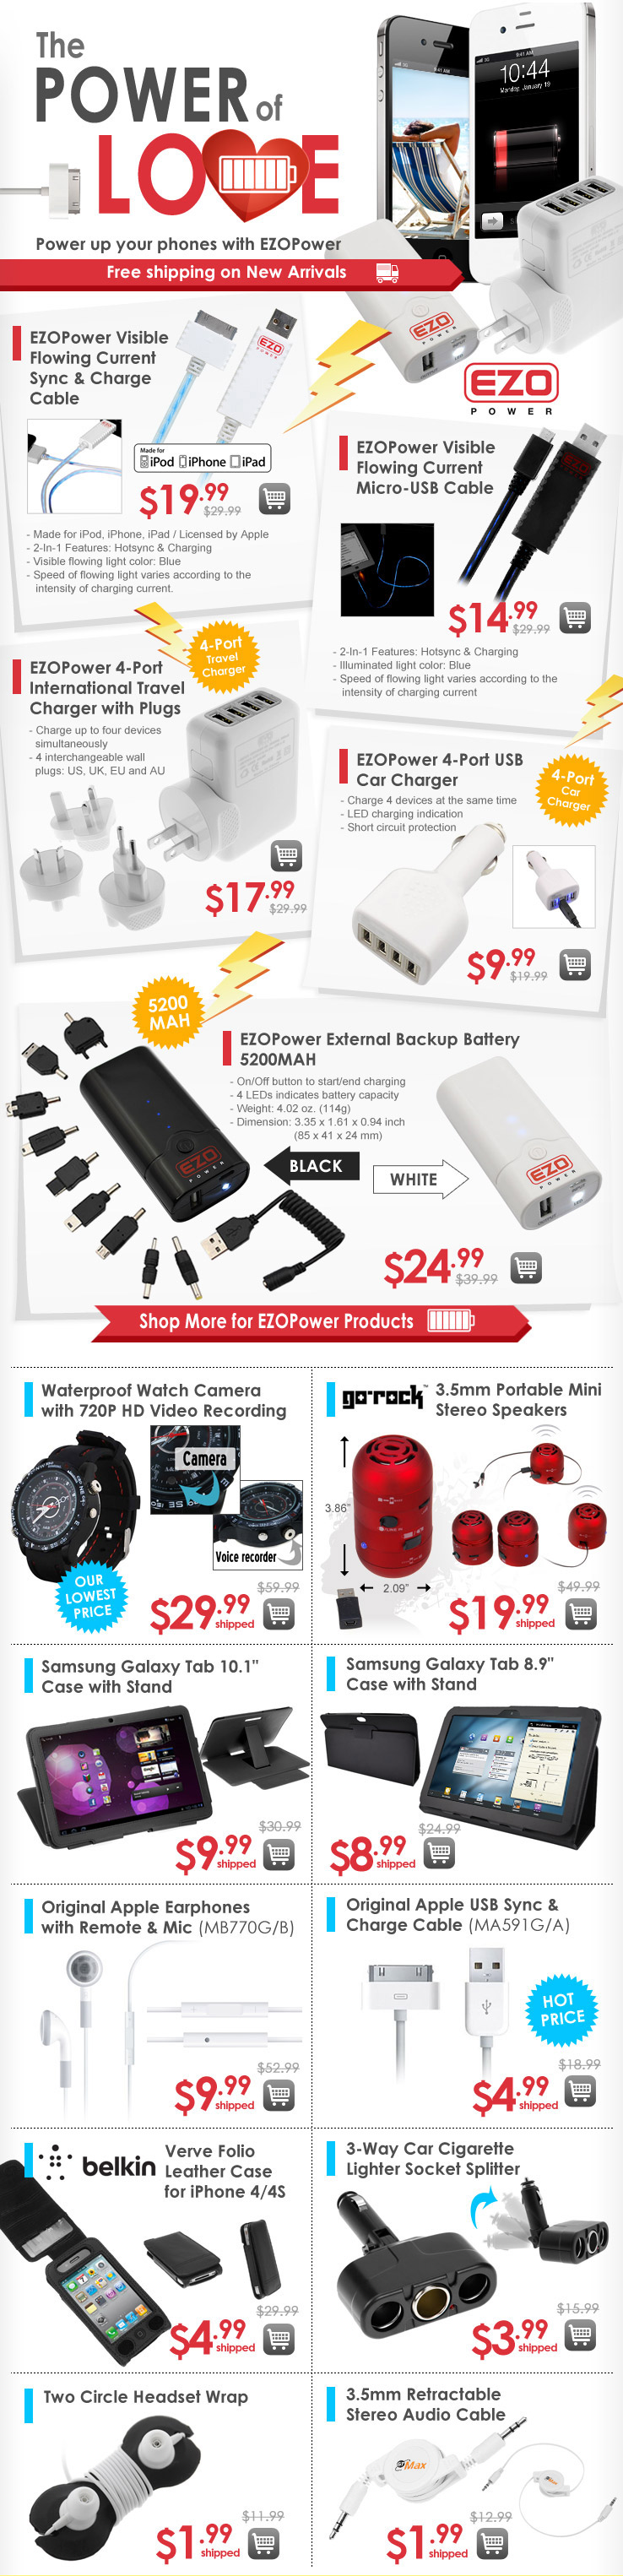 The
POWER of
LOVE
Power up your phones with EZOPower
Free shipping on New Arrivals
10:44
Monday, January 19
EZO
POWER
EZO
POWER
EZOPower Visible
Flowing Current
Sync & Charge
Cable
EZO
POWER
Made for
iPod iPhone iPad
$19.99
$29.99
- Made for iPod, iPhone, iPad / Licensed by Apple
- 2-In-1 Features: Hotsync & Charging
- Visible flowing light color: Blue
- Speed of flowing light varies according to the
intensity of charging current.
EZOPower Visible
Flowing Current
Micro-USB Cable
EZO
$14.99
$29.99
- 2-In-1 Features: Hotsync & Charging
- Illuminated light color: Blue
- Speed of flowing light varies according to the
intensity of charging current
EZOPower 4-Port
International Travel
Charger with Plugs
4-Port
Travel
Charger
- Charge up to four devices
simultaneously
- 4 interchangeable wall
plugs: US, UK, EU and AU
$17.99
$29.99
EZOPower 4-Port USB
Car Charger
4-Port
Car
Charger
- Charge 4 devices at the same time
- LED charging indication
- Short circuit protection
$9.99
$19.99
5200
MAH
EZOPower External Backup Battery
5200MAH
- On/Off button to start/end charging
- 4 LEDs indicates battery capacity
- Weight: 4.02 oz. (114g)
- Dimension: 3.35 x 1.61 x 0.94 inch
(85 x 41 x 24 mm)
BLACK
WHITE
EZO
POWER
EZO
POWER
$24.99
$39.99
Shop More for EZOPower Products
Waterproof Watch Camera
with 720P HD Video Recording
Camera
Voice recorder
OUR
LOWEST
PRICE
$59.99
$29.99
shipped
go-rock™ 3.5mm Portable Mini
Stereo Speakers
3.86"
2.09"
$49.99
$19.99
shipped
Samsung Galaxy Tab 10.1"
Case with Stand
$30.99
$9.99
shipped
Samsung Galaxy Tab 8.9"
Case with Stand
$24.99
$8.99
shipped
Original Apple Earphones
with Remote & Mic (MB770G/B)
$52.99
$9.99
shipped
Original Apple USB Sync &
Charge Cable (MA591G/A)
HOT
PRICE
$18.99
$4.99
shipped
belkin
Verve Folio
Leather Case
for iPhone 4/4S
$29.99
$4.99
shipped
3-Way Car Cigarette
Lighter Socket Splitter
$15.99
$3.99
shipped
Two Circle Headset Wrap
$11.99
$1.99
shipped
3.5mm Retractable
Stereo Audio Cable
Max
$12.99
$1.99
shipped